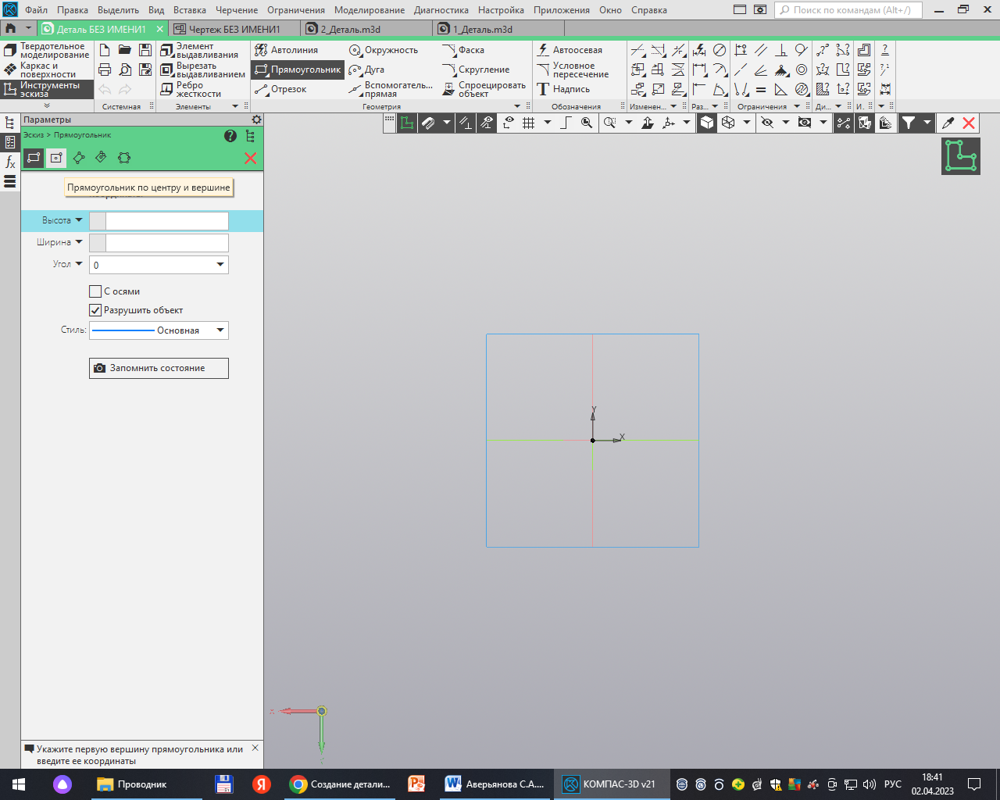 Файл Правка Выделить Вид Вставка Черчение Ограничения Моделирование Диагностика Настройка Приложения Окно Справка
Поиск по командам (Alt+/)
Деталь БЕЗ ИМЕНИ1
Чертеж БЕЗ ИМЕНИ1
2_Деталь.m3d
1_Деталь.m3d
Твердотельное моделирование
Каркас и поверхности
Инструменты эскиза
Системная
Элемент выдавливания
Вырезать выдавливанием
Ребро жесткости
Элементы
Автолиния
Прямоугольник
Отрезок
Окружность
Дуга
Вспомогатель... прямая
Фаска
Скругление
Спроецировать объект
Геометрия
Автоосевая
Условное пересечение
Надпись
Обозначения
Изменен...
Раз...
Ограничения
Ди...
И.
Параметры
Эскиз > Прямоугольник
Прямоугольник по центру и вершине
Высота
Ширина
Угол
0
С осями
Разрушить объект
Стиль:
Основная
Запомнить состояние
Y
X
X
Укажите первую вершину прямоугольника или
введите ее координаты
Проводник
Создание детали...
Аверьянова С.А....
КОМПАС-3D v21
РУС
18:41
02.04.2023